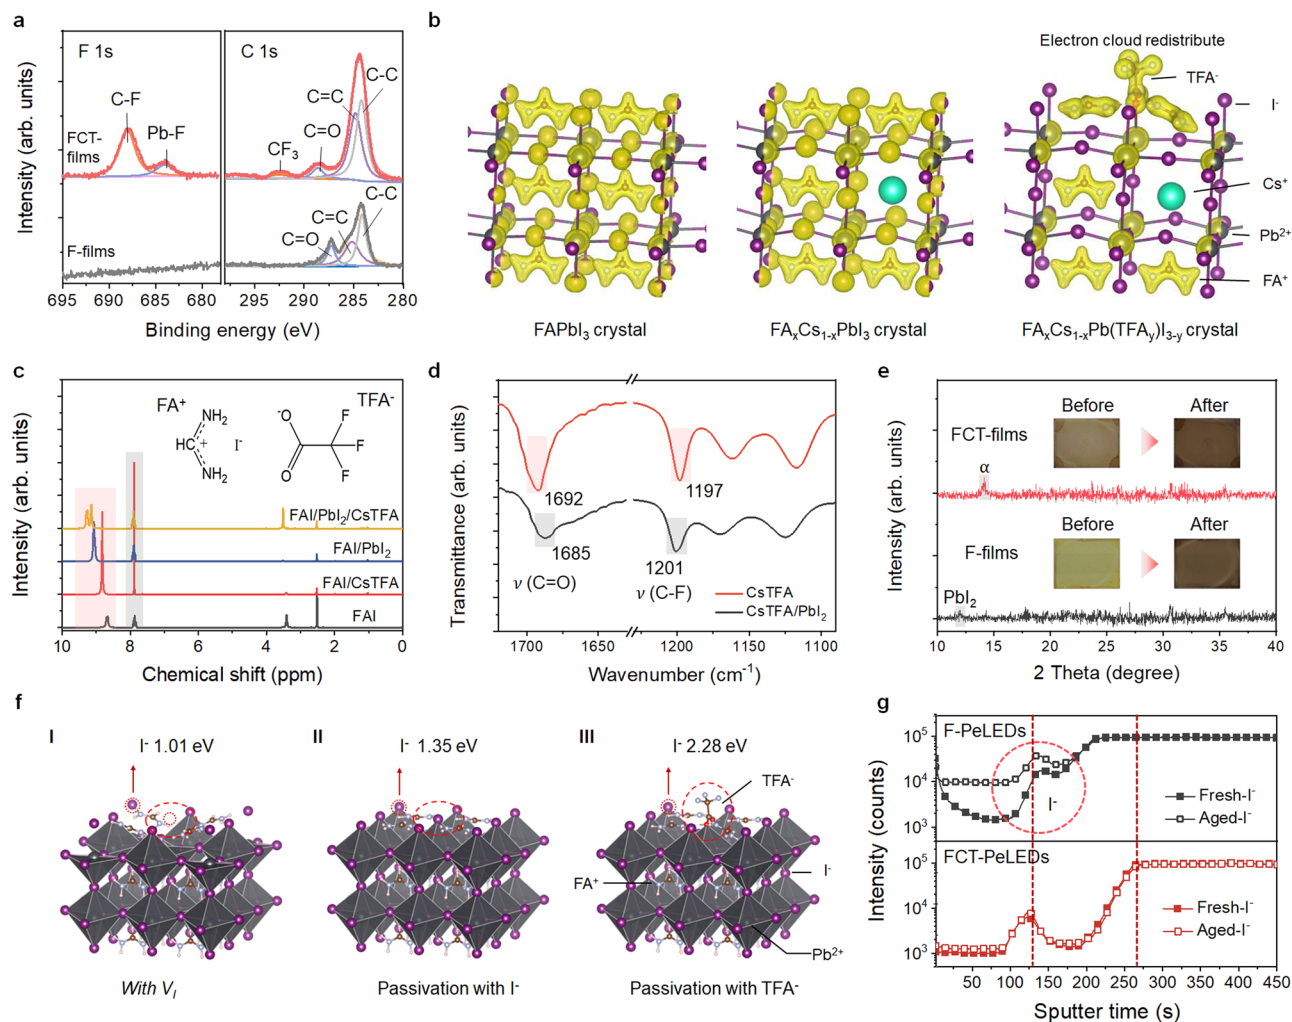 a
F 1s
C 1s
C-F
Pb-F
FCT-
films
F-films
CF₃
C=O
C=C
C-C
C=O
C=C
C-C
Intensity (arb. units)
695 690 685 680 295 290 285 280
Binding energy (eV)
b
Electron cloud redistribute
TFA⁻
I⁻
Cs⁺
Pb²⁺
FA⁺
FAPbI₃ crystal
FAₓCs₁₋ₓPbI₃ crystal
FAₓCs₁₋ₓPb(TFAᵧ)I₃₋ᵧ crystal
c
FA⁺
NH₂
HC
+
NH₂
I⁻
TFA⁻
⁻O
O
F
F
F
FAI/PbI₂/CsTFA
FAI/PbI₂
FAI/CsTFA
FAI
Intensity (arb. units)
10 8 6 4 2 0
Chemical shift (ppm)
d
1692
1197
1685
1201
ν (C=O)
ν (C-F)
CsTFA
CsTFA/PbI₂
Transmittance (arb. units)
1700 1650 1200 1150 1100
Wavenumber (cm⁻¹)
e
Before
After
FCT-films
α
Before
After
F-films
PbI₂
Intensity (arb. units)
10 15 20 25 30 35 40
2 Theta (degree)
f
I
I⁻ 1.01 eV
II
I⁻ 1.35 eV
III
I⁻ 2.28 eV
TFA⁻
FA⁺
I⁻
Pb²⁺
With V_I
Passivation with I⁻
Passivation with TFA⁻
g
F-PeLEDs
10⁵
10⁴
10³
I⁻
Fresh-I⁻
Aged-I⁻
FCT-PeLEDs
10⁵
10⁴
10³
Fresh-I⁻
Aged-I⁻
Intensity (counts)
50 100 150 200 250 300 350 400 450
Sputter time (s)